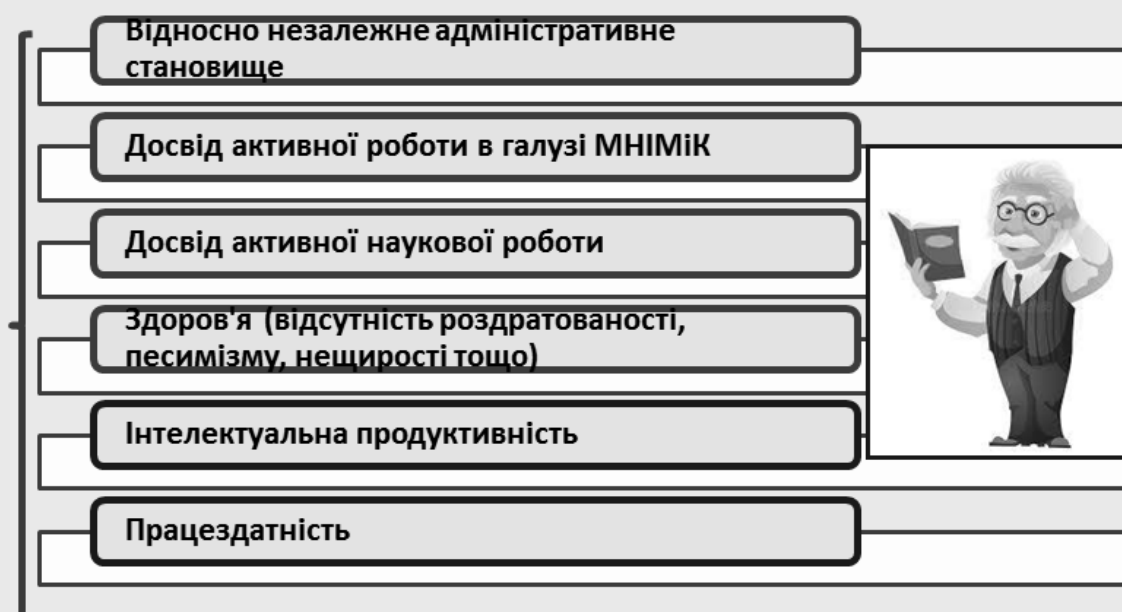 Відносно незалежне адміністративне
становище
Досвід активної роботи в галузі МНІМіК
Досвід активної наукової роботи
Здоров'я (відсутність роздратованості,
песимізму, нещирості тощо)
Інтелектуальна продуктивність
Працездатність